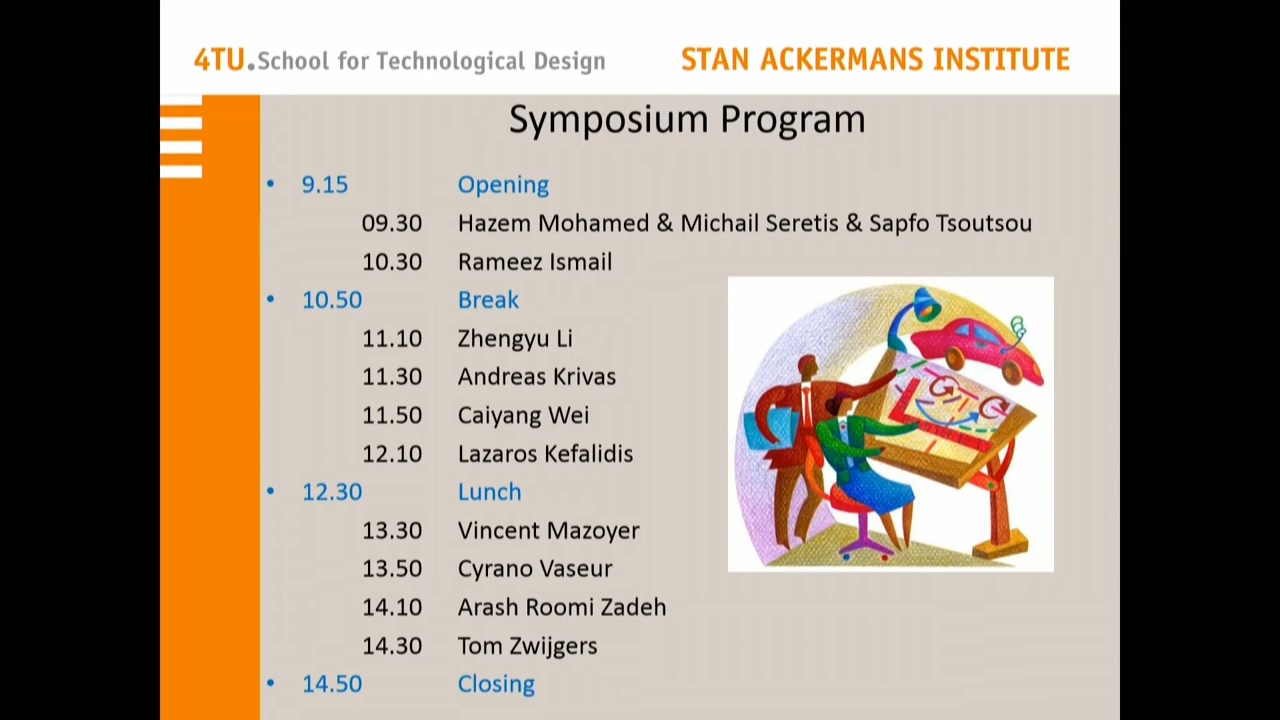 4TU.School for Technological Design STAN ACKERMANS INSTITUTE
Symposium Program
• 9.15 Opening
09.30 Hazem Mohamed & Michail Seretis & Sapfo Tsoutsou
10.30 Rameez Ismail
• 10.50 Break
11.10 Zhengyu Li
11.30 Andreas Krivas
11.50 Caiyang Wei
12.10 Lazaros Kefalidis
• 12.30 Lunch
13.30 Vincent Mazoyer
13.50 Cyrano Vaseur
14.10 Arash Roomi Zadeh
14.30 Tom Zwijgers
• 14.50 Closing